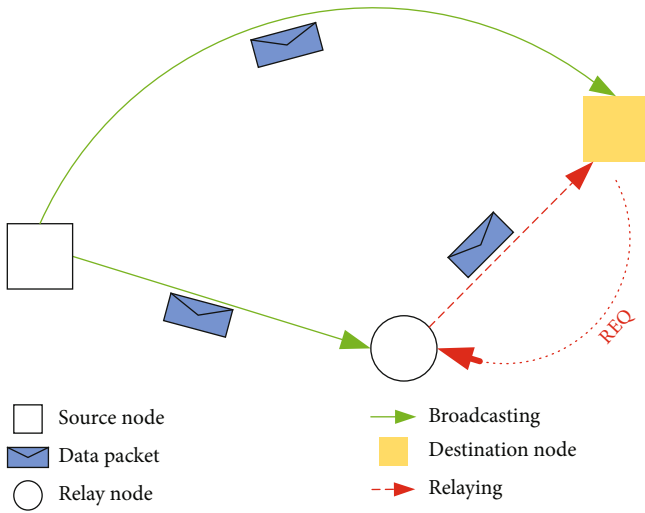 REQ
Source node
Data packet
Relay node
Broadcasting
Destination node
Relaying